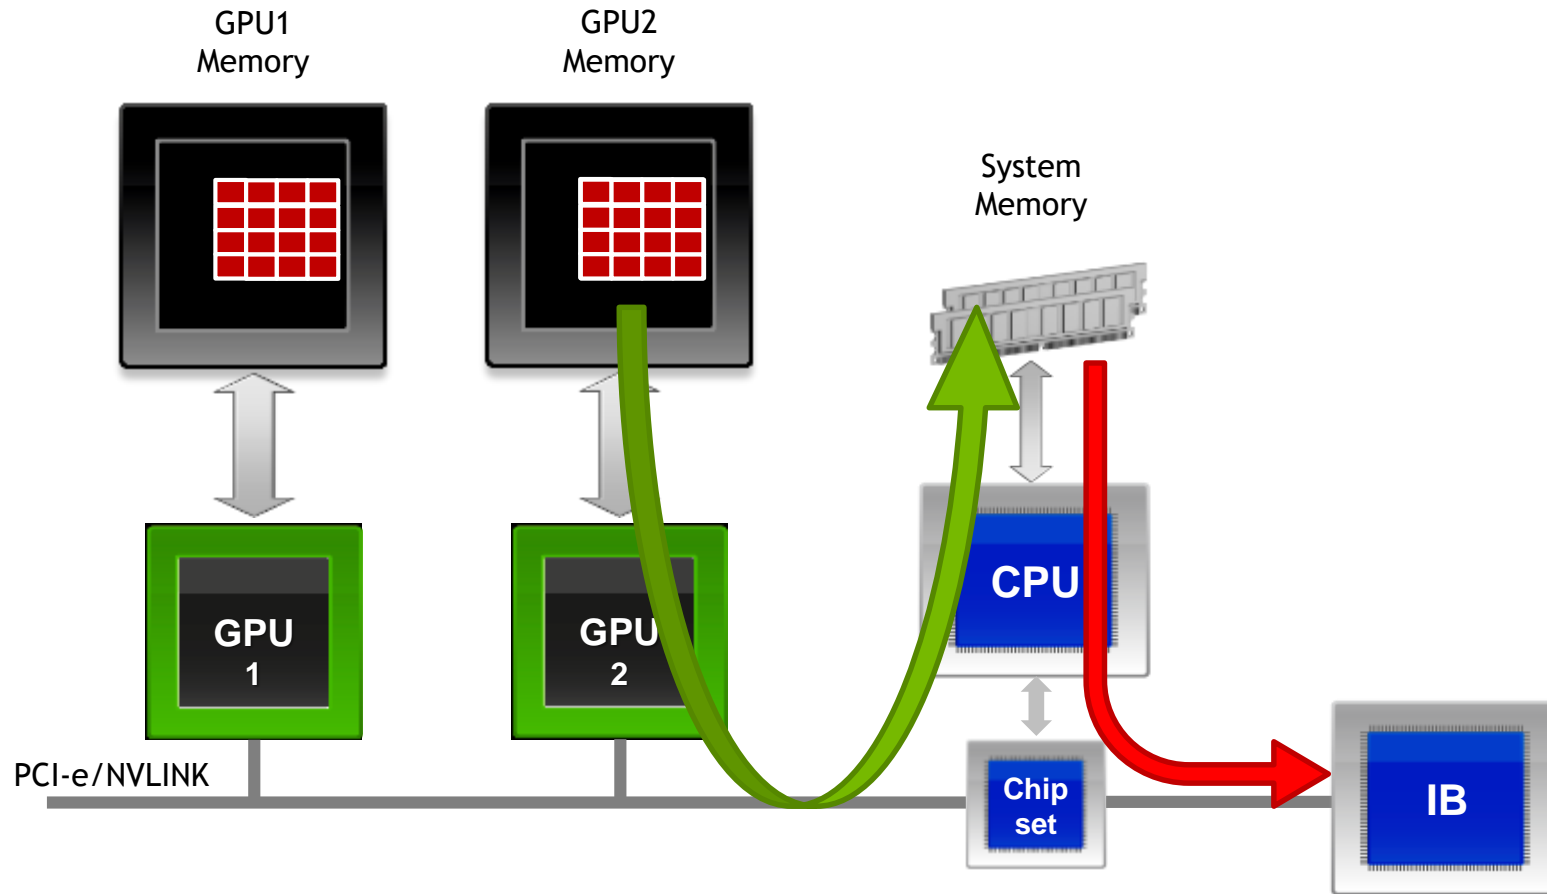 GPU1
Memory
GPU2
Memory
System
Memory
GPU
1
GPU
2
CPU
PCI-e/NVLINK
Chip
set
IB